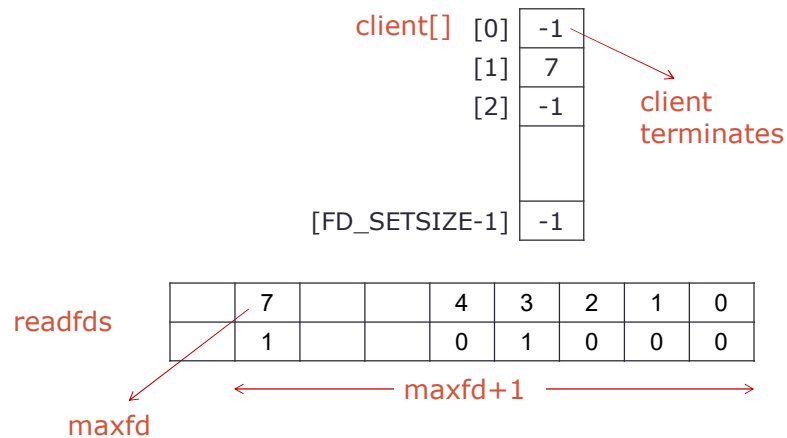 client[] [0] -1
[1] 7
[2] -1
client
terminates
[FD_SETSIZE-1] -1
readfds
7 4 3 2 1 0
1 0 1 0 0 0
maxfd+1
maxfd